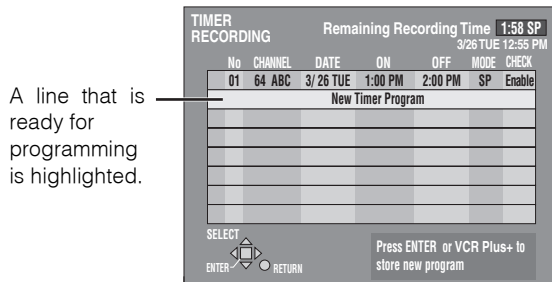 TIMER
RECORDING
Remaining Recording Time 1:58 SP
3/26 TUE 12:55 PM
No CHANNEL DATE ON OFF MODE CHECK
01 64 ABC 3/ 26 TUE 1:00 PM 2:00 PM SP Enable
New Timer Program
A line that is
ready for
programming
is highlighted.
SELECT
ENTER RETURN
Press ENTER or VCR Plus+ to
store new program